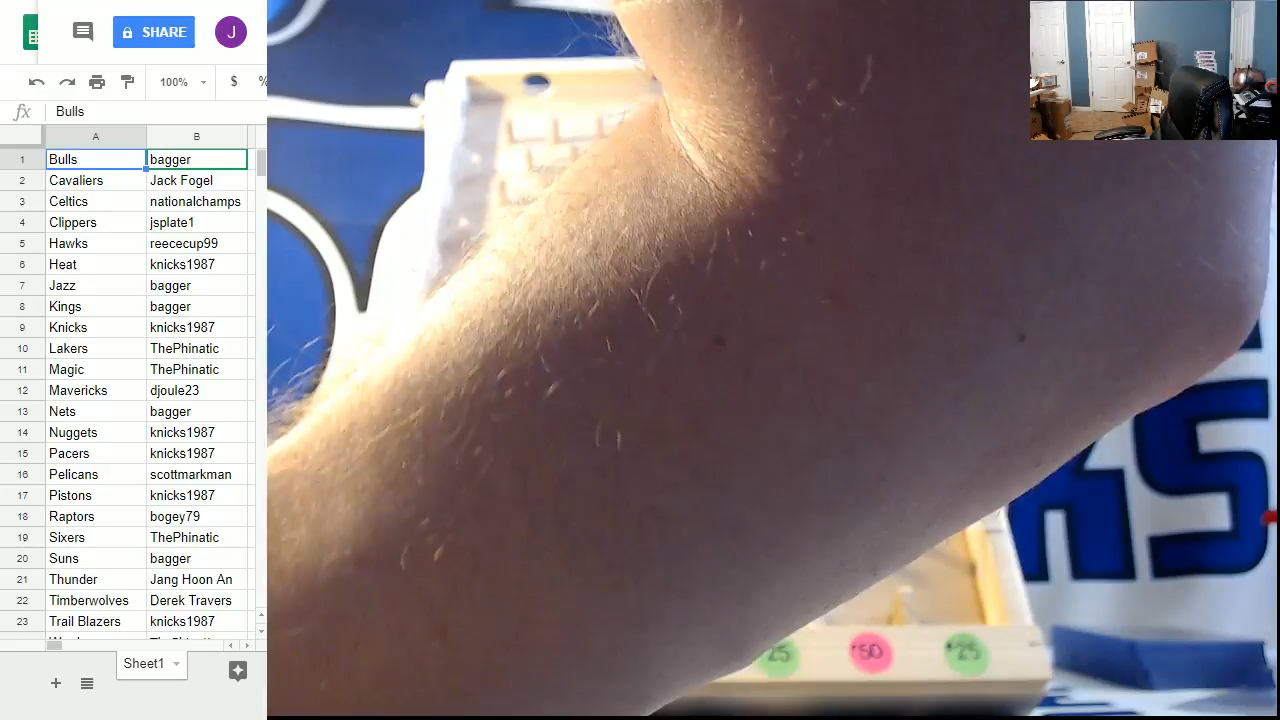 SHARE
J
100%
$
%
fx Bulls
A B
1 Bulls bagger
2 Cavaliers Jack Fogel
3 Celtics nationalchamps
4 Clippers jsplate1
5 Hawks reececup99
6 Heat knicks1987
7 Jazz bagger
8 Kings bagger
9 Knicks knicks1987
10 Lakers ThePhinatic
11 Magic ThePhinatic
12 Mavericks djoule23
13 Nets bagger
14 Nuggets knicks1987
15 Pacers knicks1987
16 Pelicans scottmarkman
17 Pistons knicks1987
18 Raptors bogey79
19 Sixers ThePhinatic
20 Suns bagger
21 Thunder Jang Hoon An
22 Timberwolves Derek Travers
23 Trail Blazers knicks1987
Sheet1
KS
25 $50 $25